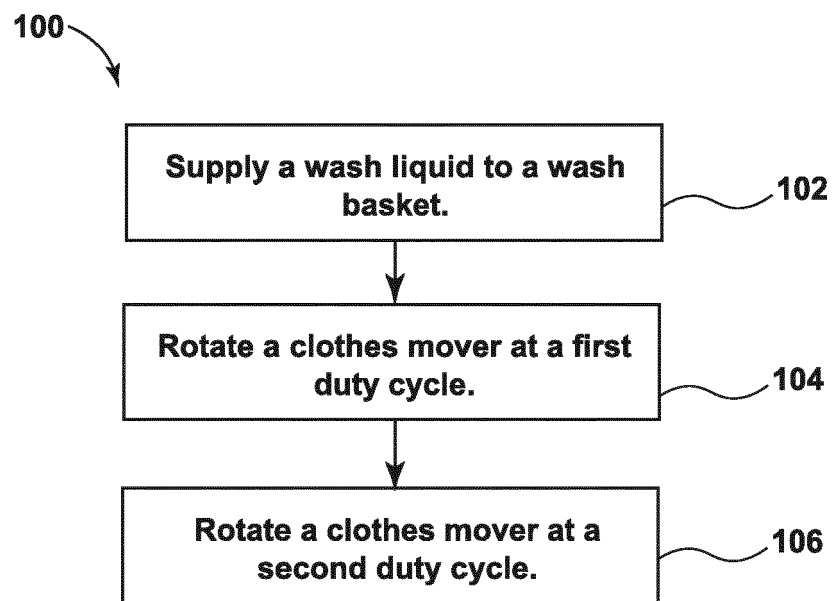 100
Supply a wash liquid to a wash
basket.
102
Rotate a clothes mover at a first
duty cycle.
104
Rotate a clothes mover at a
second duty cycle.
106